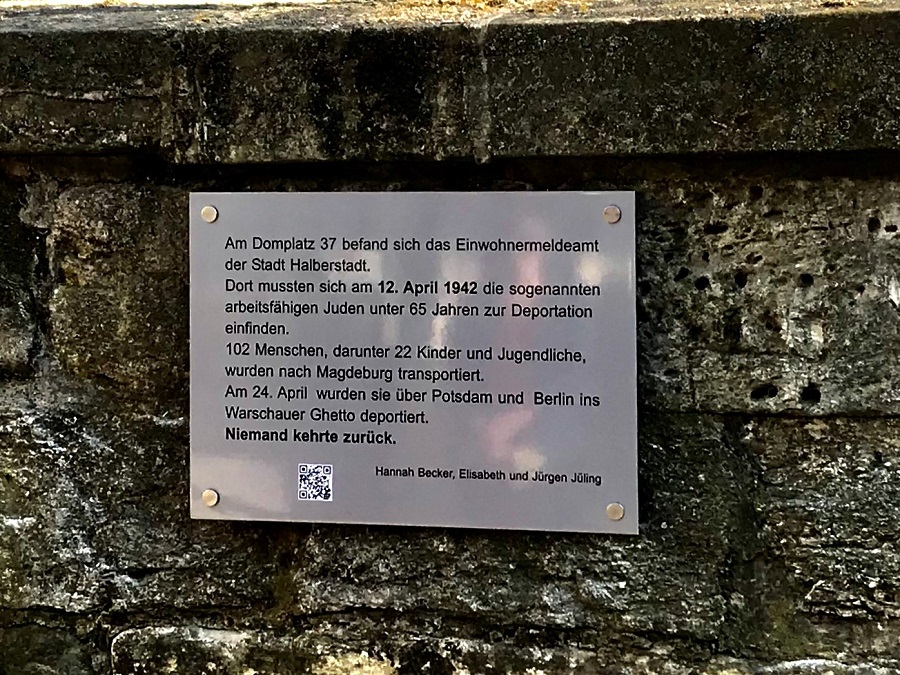 Am Domplatz 37 befand sich das Einwohnermeldeamt
der Stadt Halberstadt.
Dort mussten sich am 12. April 1942 die sogenannten
arbeitsfähigen Juden unter 65 Jahren zur Deportation
einfinden.
102 Menschen, darunter 22 Kinder und Jugendliche,
wurden nach Magdeburg transportiert.
Am 24. April wurden sie über Potsdam und Berlin ins
Warschauer Ghetto deportiert.
Niemand kehrte zurück.
Hannah Becker, Elisabeth und Jürgen Jüling